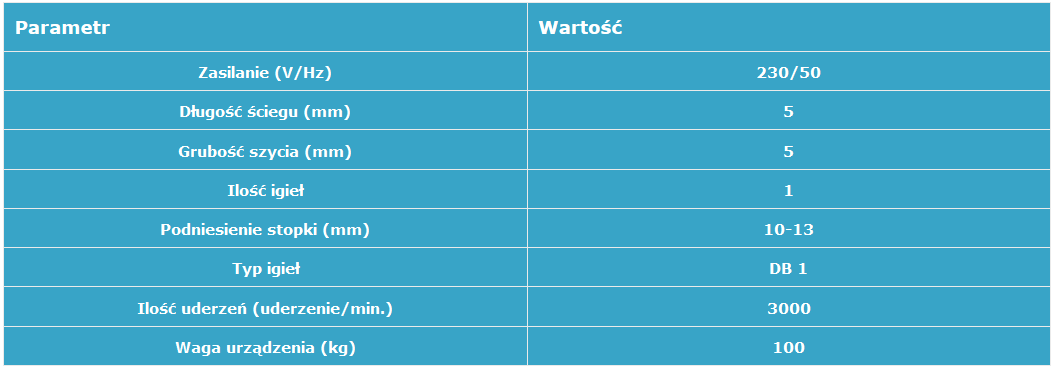 Parametr Wartość
Zasilanie (V/Hz) 230/50
Długość ściegu (mm) 5
Grubość szycia (mm) 5
Ilość igieł 1
Podniesienie stopki (mm) 10-13
Typ igieł DB 1
Ilość uderzeń (uderzenie/min.) 3000
Waga urządzenia (kg) 100